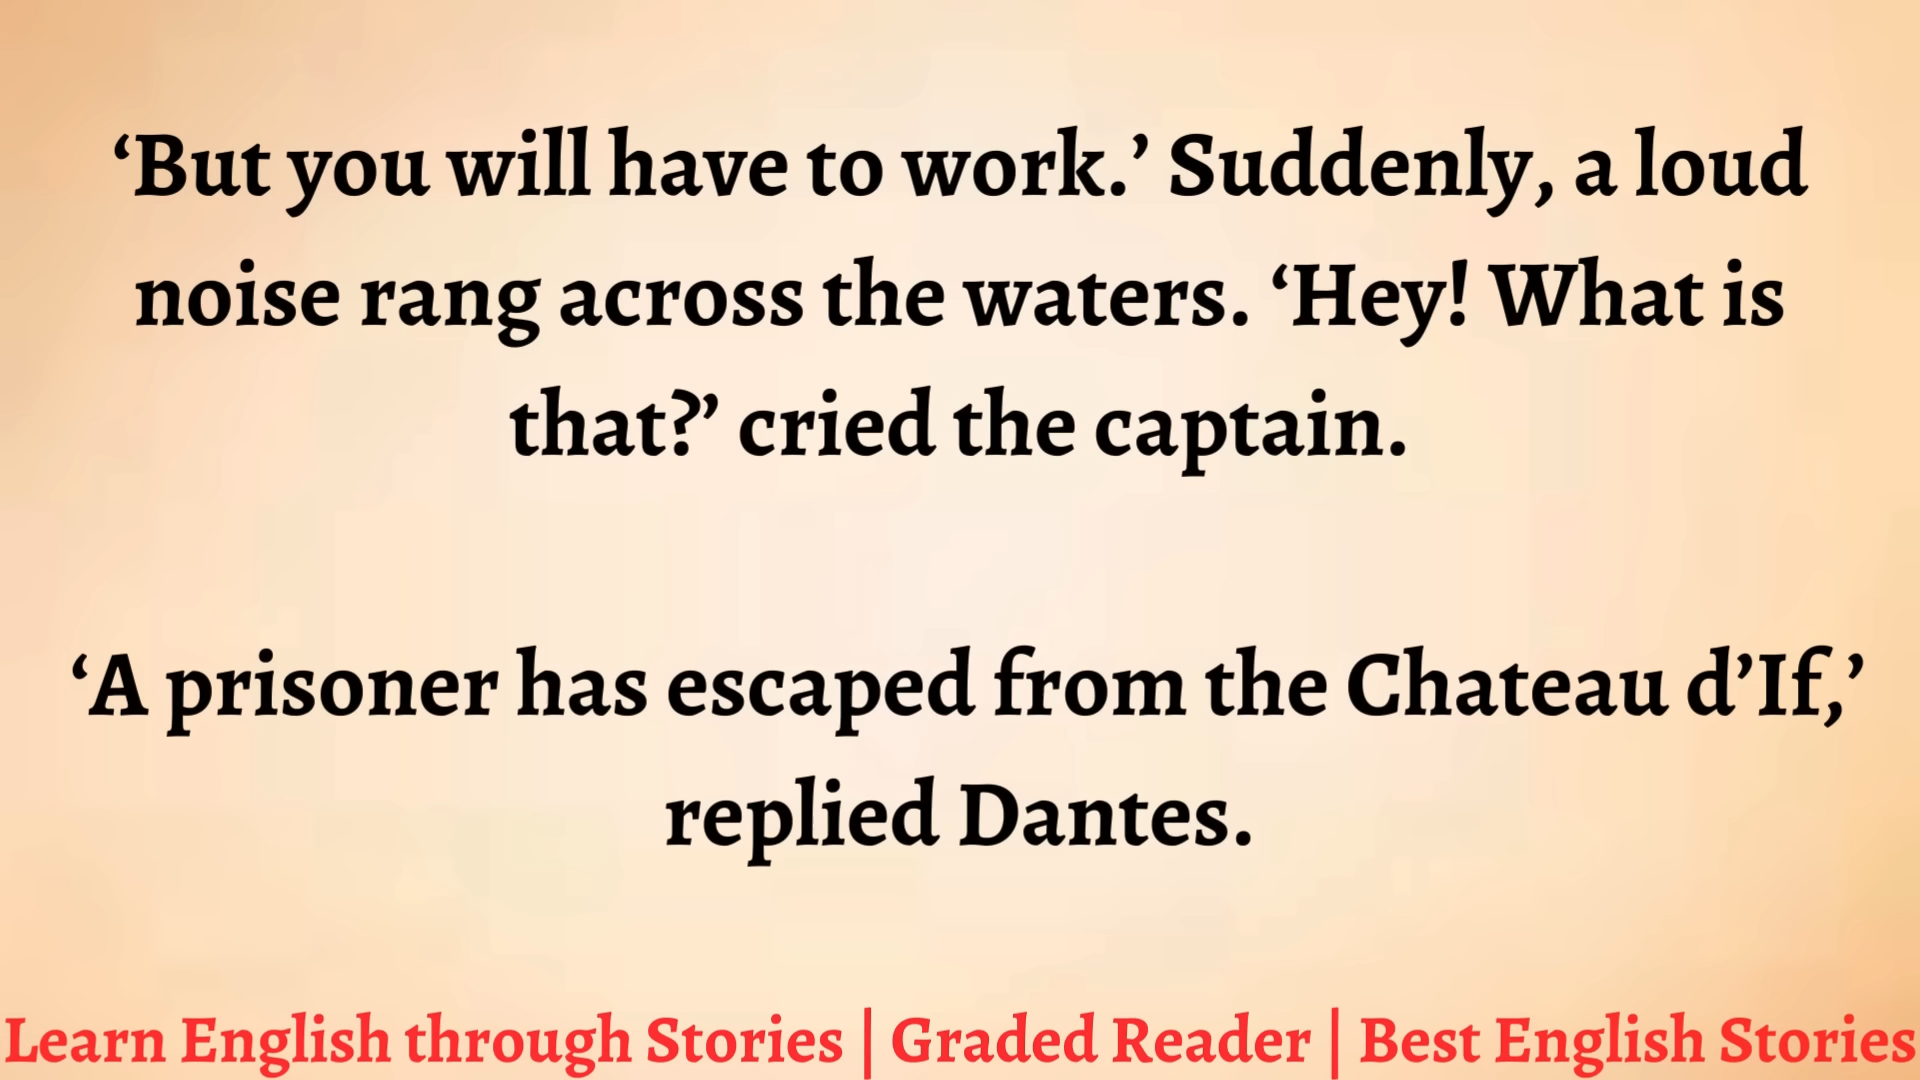 ‘But you will have to work.’ Suddenly, a loud
noise rang across the waters. ‘Hey! What is
that?’ cried the captain.
‘A prisoner has escaped from the Chateau d’If,’
replied Dantes.
Learn English through Stories | Graded Reader | Best English Stories